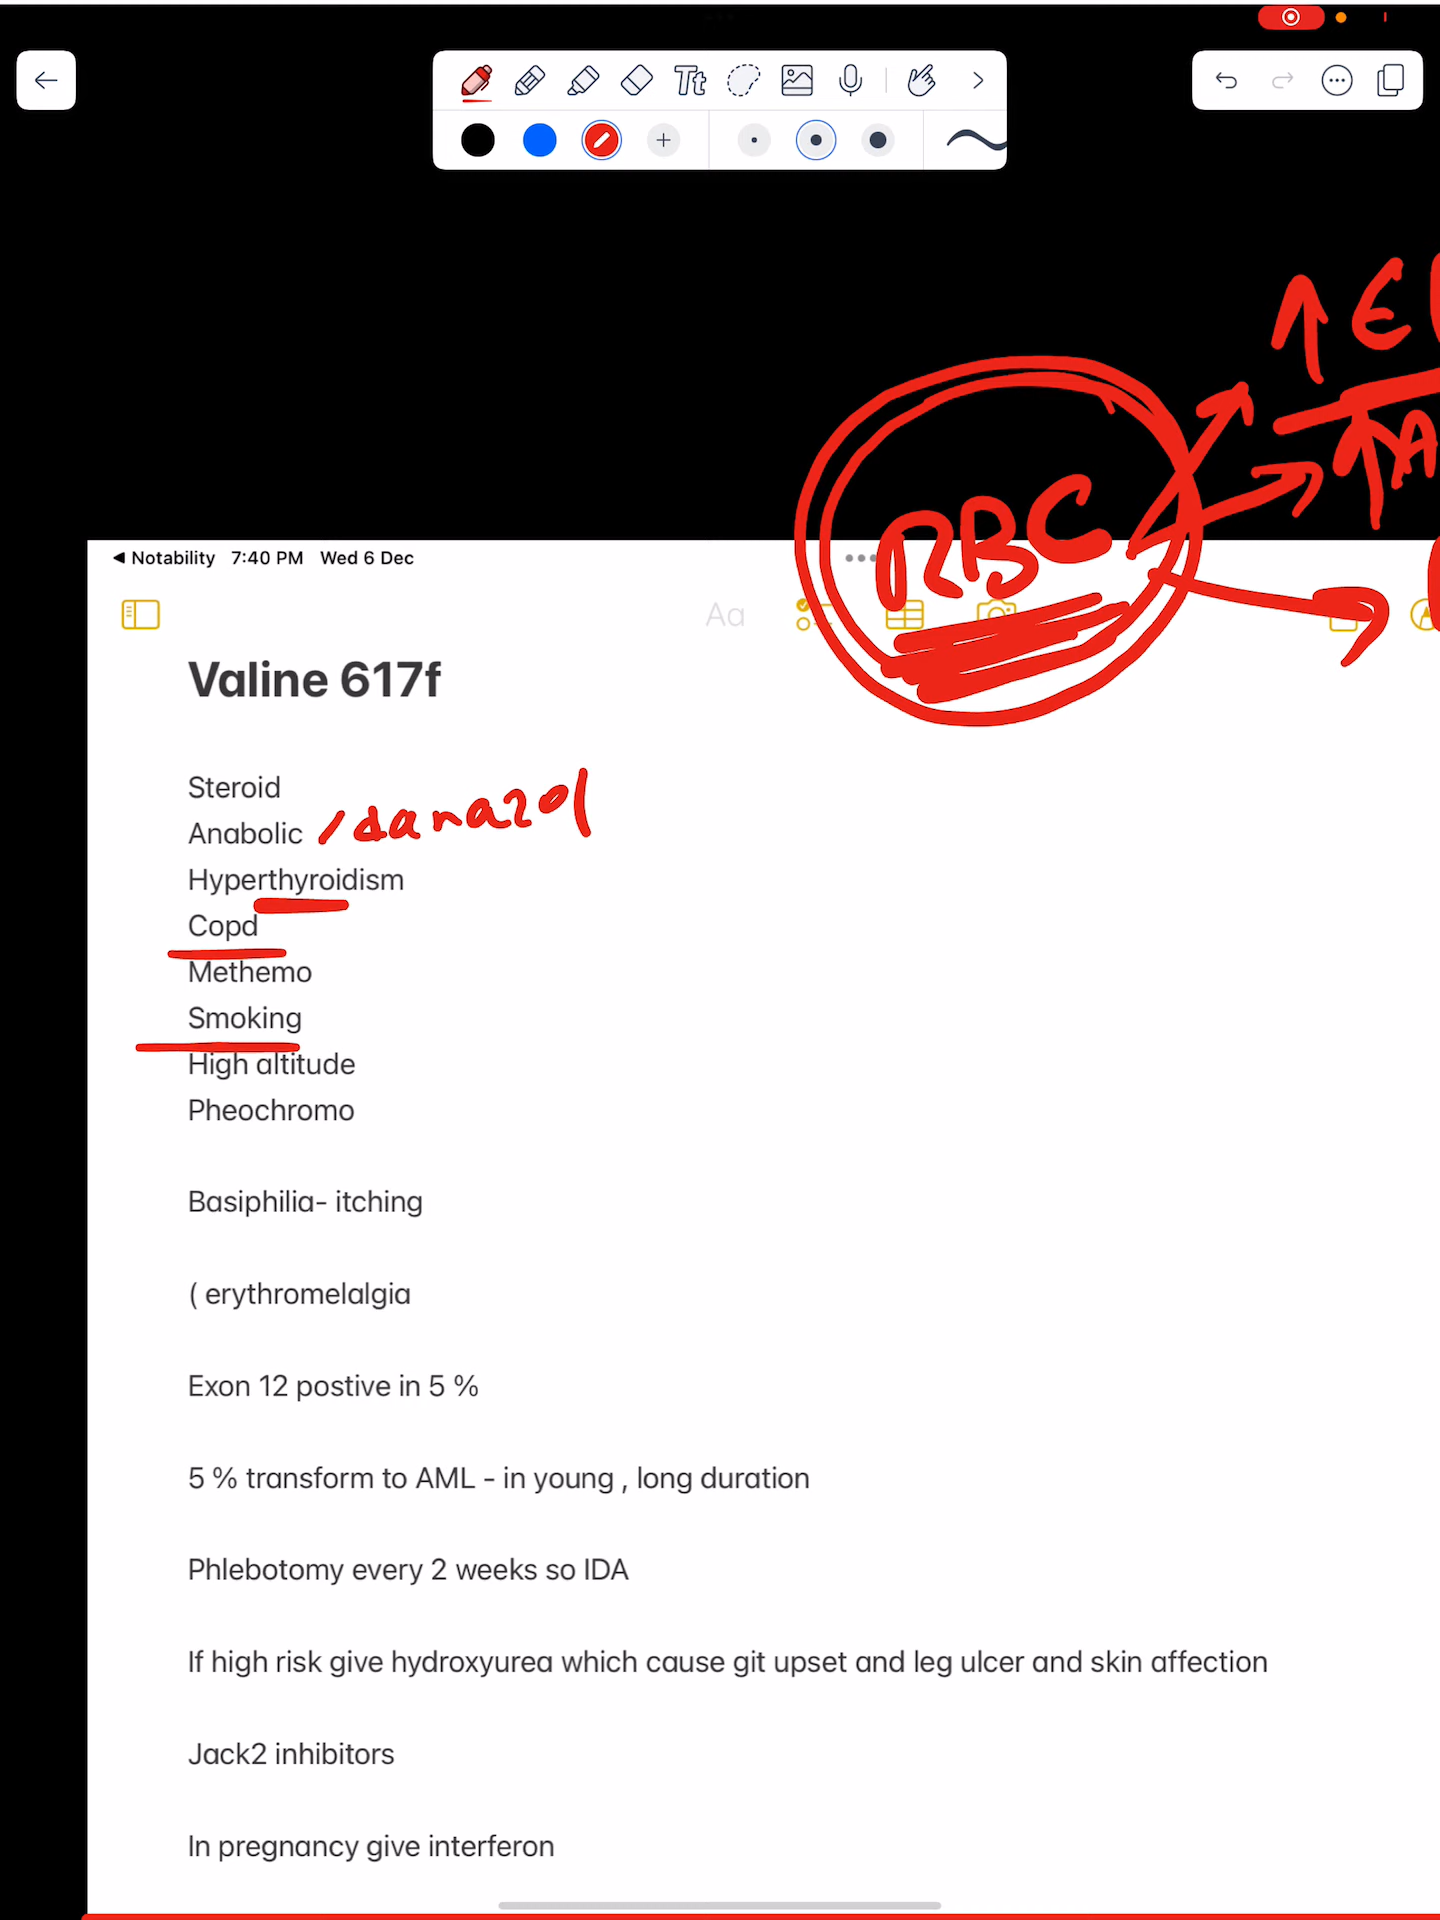 Tt
↑ E
↑A
RBC
◀ Notability 7:40 PM Wed 6 Dec
Aa
Valine 617f
Steroid
Anabolic / danazol
Hyperthyroidism
Copd
Methemo
Smoking
High altitude
Pheochromo
Basiphilia- itching
( erythromelalgia
Exon 12 postive in 5 %
5 % transform to AML - in young , long duration
Phlebotomy every 2 weeks so IDA
If high risk give hydroxyurea which cause git upset and leg ulcer and skin affection
Jack2 inhibitors
In pregnancy give interferon